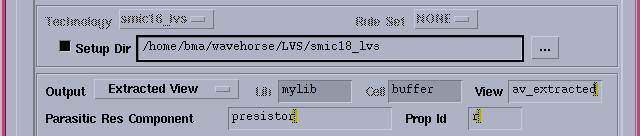 Technology smic18_lvs Rule Set NONE
Setup Dir /home/bma/wavehorse/LVS/smic18_lvs ...
Output Extracted View Lib mylib Cell buffer View av_extracted
Parasitic Res Component presistor Prop Id r